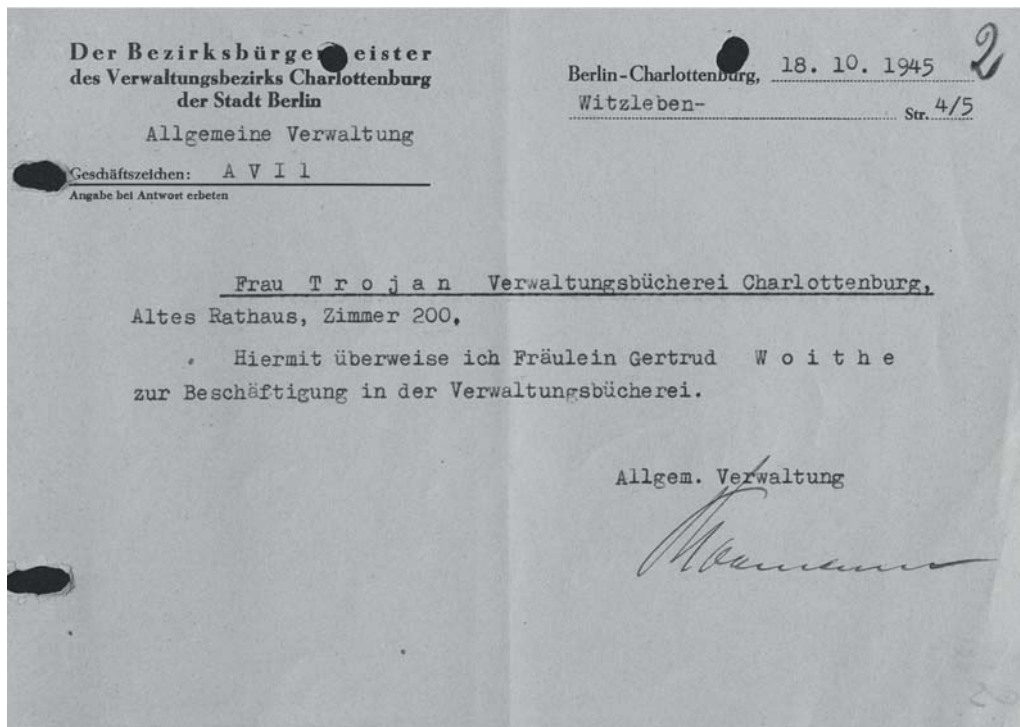 Der Bezirksbürgermeister
des Verwaltungsbezirks Charlottenburg
der Stadt Berlin
Allgemeine Verwaltung
Geschäftszeichen: A V I 1
Angabe bei Antwort erbeten
2
Berlin-Charlottenburg, 18. 10. 1945
Witzleben- Str. 4/5
Frau T r o j a n Verwaltungsbücherei Charlottenburg,
Altes Rathaus, Zimmer 200,
Hiermit überweise ich Fräulein Gertrud W o i t h e
zur Beschäftigung in der Verwaltungsbücherei.
Allgem. Verwaltung